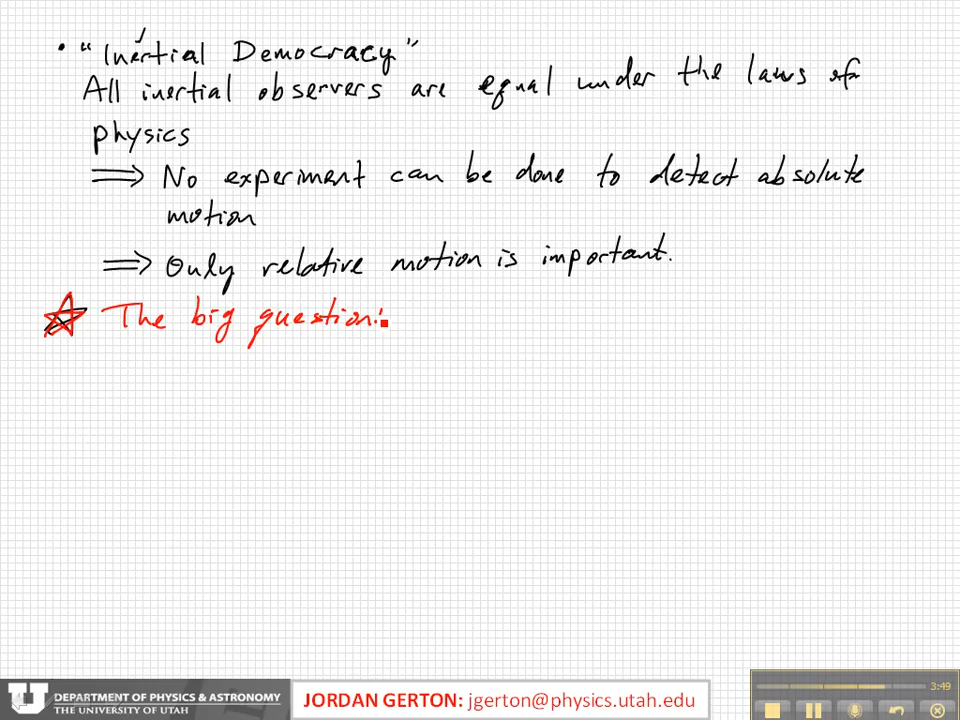 • "Inertial Democracy"
All inertial observers are equal under the laws of
physics
⟹ No experiment can be done to detect absolute
motion
⟹ Only relative motion is important.
☆ The big question:
DEPARTMENT OF PHYSICS & ASTRONOMY
THE UNIVERSITY OF UTAH
JORDAN GERTON: jgerton@physics.utah.edu
3:49